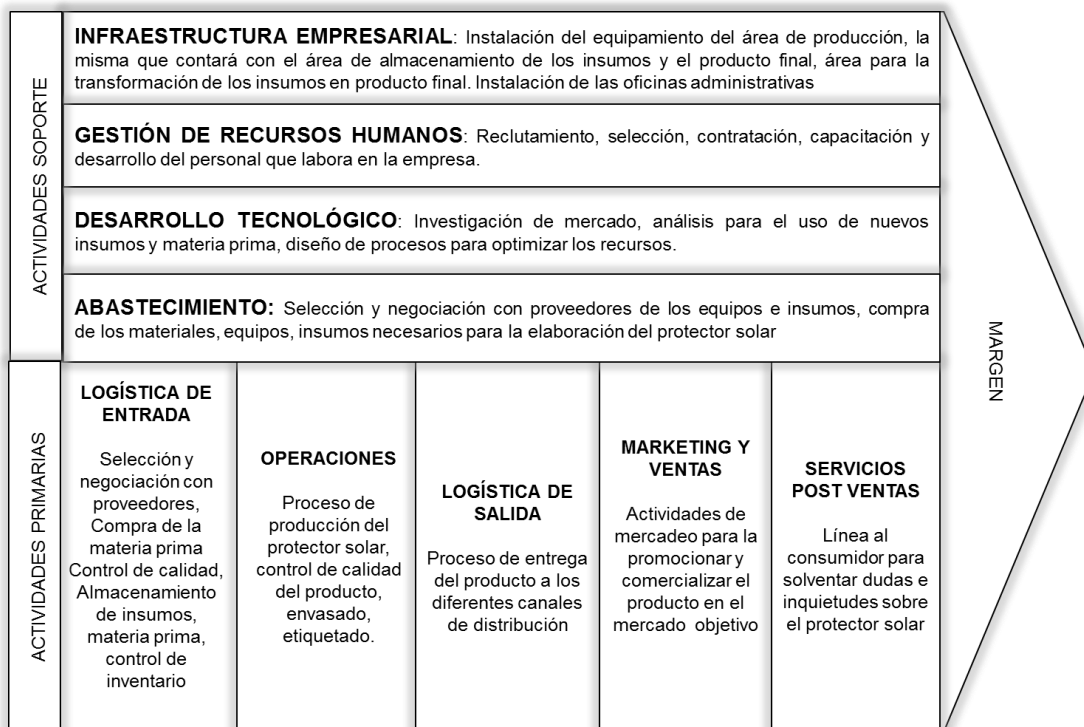 ACTIVIDADES SOPORTE
INFRAESTRUCTURA EMPRESARIAL: Instalación del equipamiento del área de producción, la
misma que contará con el área de almacenamiento de los insumos y el producto final, área para la
transformación de los insumos en producto final. Instalación de las oficinas administrativas
GESTIÓN DE RECURSOS HUMANOS: Reclutamiento, selección, contratación, capacitación y
desarrollo del personal que labora en la empresa.
DESARROLLO TECNOLÓGICO: Investigación de mercado, análisis para el uso de nuevos
insumos y materia prima, diseño de procesos para optimizar los recursos.
ABASTECIMIENTO: Selección y negociación con proveedores de los equipos e insumos, compra
de los materiales, equipos, insumos necesarios para la elaboración del protector solar
MARGEN
ACTIVIDADES PRIMARIAS
LOGÍSTICA DE
ENTRADA
Selección y
negociación con
proveedores,
Compra de la
materia prima
Control de calidad,
Almacenamiento
de insumos,
materia prima,
control de
inventario
OPERACIONES
Proceso de
producción del
protector solar,
control de calidad
del producto,
envasado,
etiquetado.
LOGÍSTICA DE
SALIDA
Proceso de entrega
del producto a los
diferentes canales
de distribución
MARKETING Y
VENTAS
Actividades de
mercadeo para la
promocionar y
comercializar el
producto en el
mercado objetivo
SERVICIOS
POST VENTAS
Línea al
consumidor para
solventar dudas e
inquietudes sobre
el protector solar